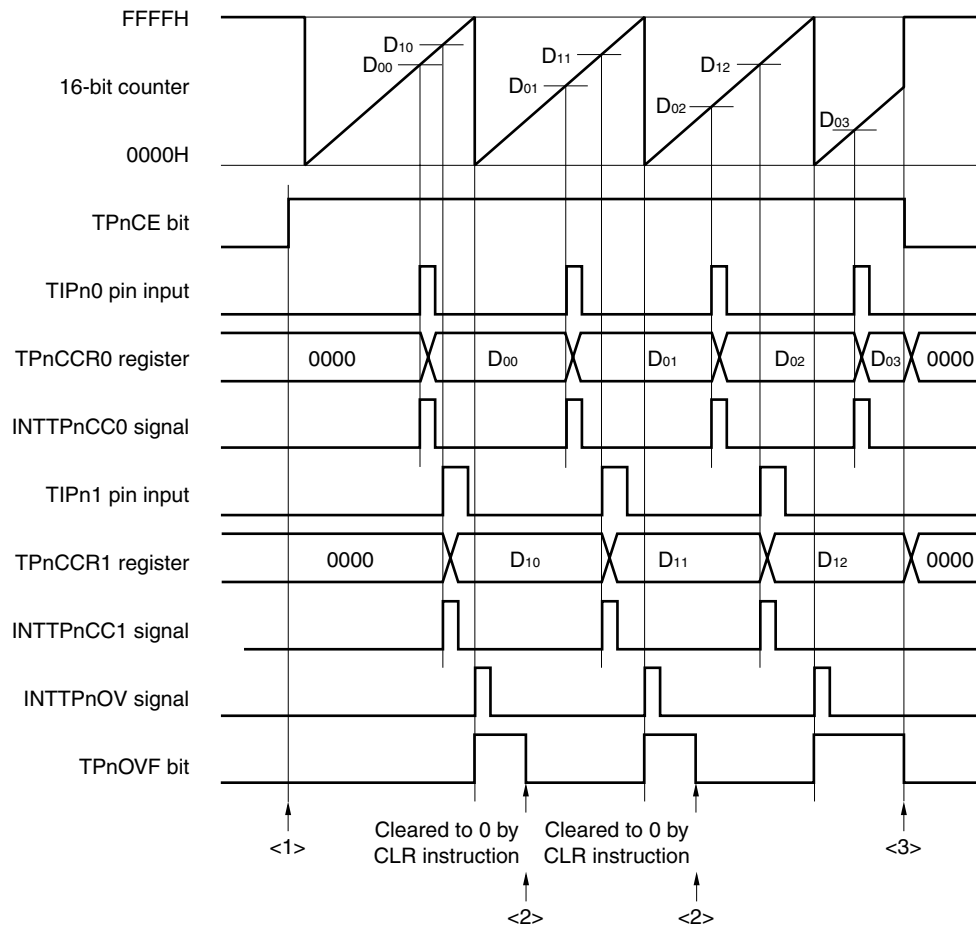 FFFFH
D10
D00
D11
D01
D12
D02
D03
16-bit counter
0000H
TPnCE bit
TIPn0 pin input
TPnCCR0 register
0000
D00
D01
D02
D03
0000
INTTPnCC0 signal
TIPn1 pin input
TPnCCR1 register
0000
D10
D11
D12
0000
INTTPnCC1 signal
INTTPnOV signal
TPnOVF bit
<1>
Cleared to 0 by
CLR instruction
<2>
Cleared to 0 by
CLR instruction
<2>
<3>